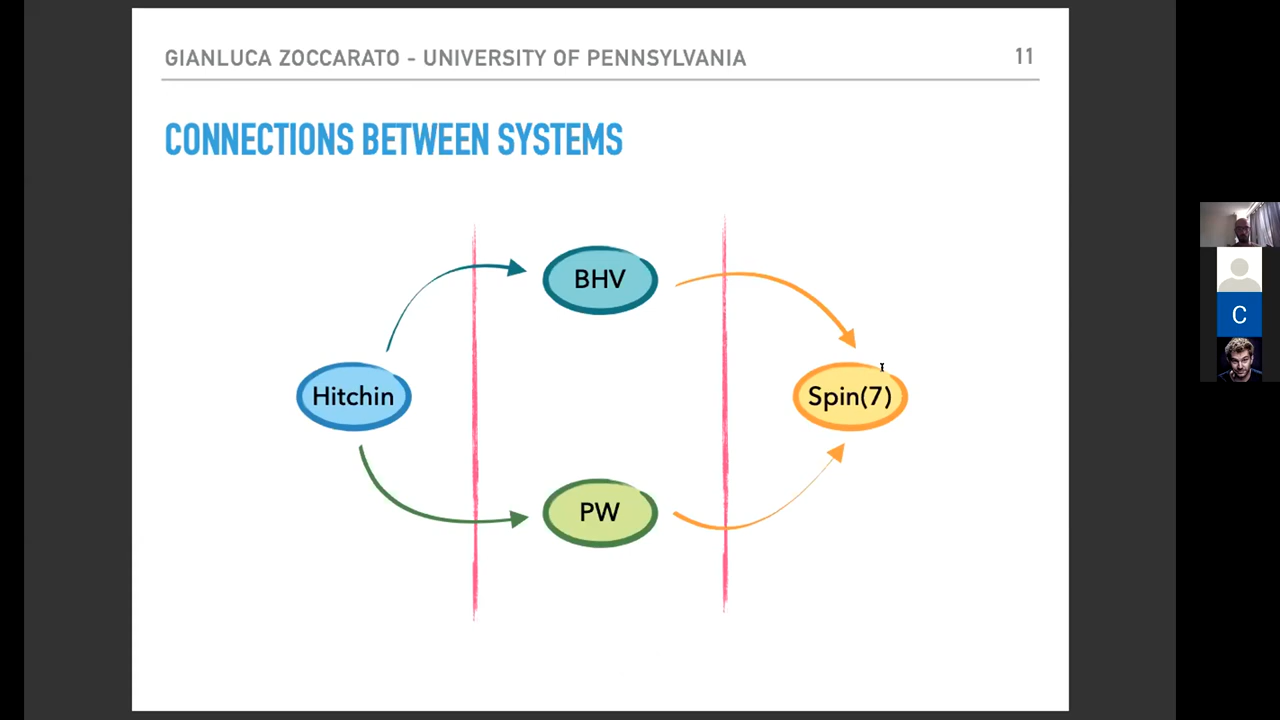 GIANLUCA ZOCCARATO - UNIVERSITY OF PENNSYLVANIA
11
CONNECTIONS BETWEEN SYSTEMS
BHV
Hitchin
Spin(7)
PW
C